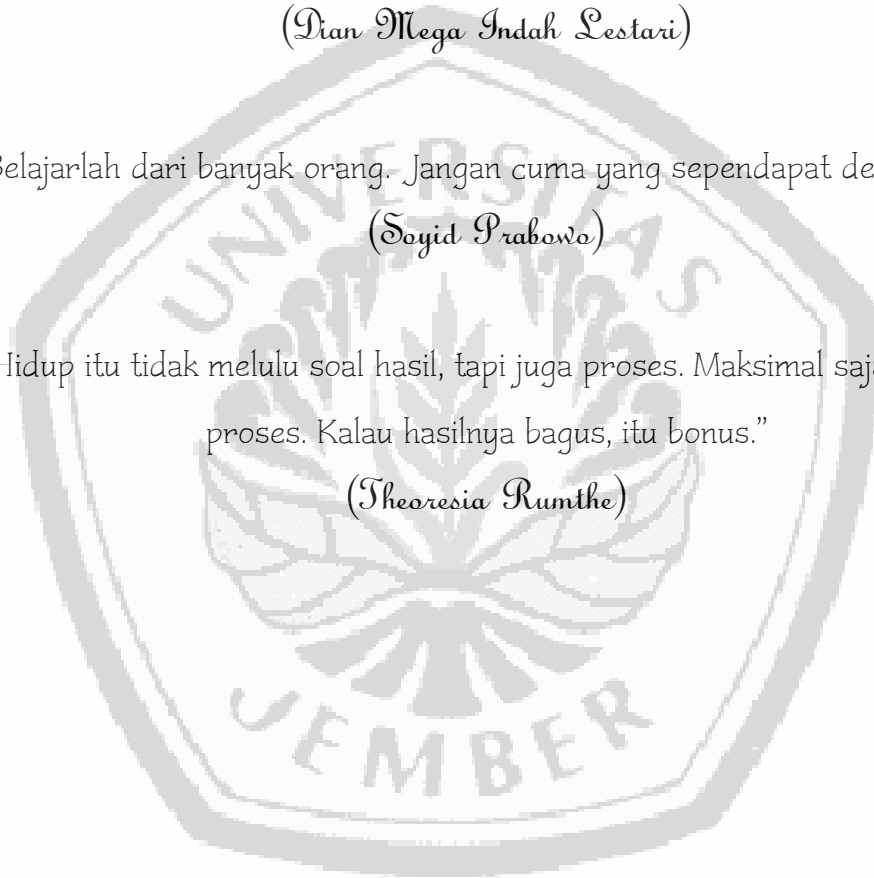 (Dian Mega Indah Lestari)
Belajarlah dari banyak orang. Jangan cuma yang sependapat de
(Soyid Prabowo)
Hidup itu tidak melulu soal hasil, tapi juga proses. Maksimal saja
proses. Kalau hasilnya bagus, itu bonus.”
(Theoresia Rumthe)
UNIVERSITAS
JEMBER